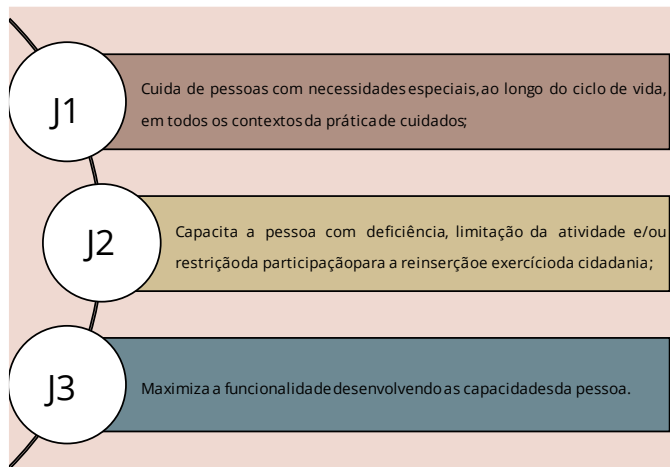 J1
Cuida de pessoas com necessidades especiais, ao longo do ciclo de vida,
em todos os contextos da prática de cuidados;
J2
Capacita a pessoa com deficiência, limitação da atividade e/ou
restrição da participação para a reinserção e exercício da cidadania;
J3
Maximiza a funcionalidade desenvolvendo as capacidades da pessoa.